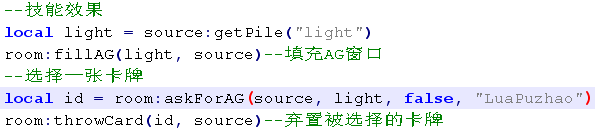 --技能效果
local light = source:getPile("light")
room:fillAG(light, source)--填充AG窗口
--选择一张卡牌
local id = room:askForAG(source, light, false, "LuaPuzhao")
room:throwCard(id, source)--弃置被选择的卡牌